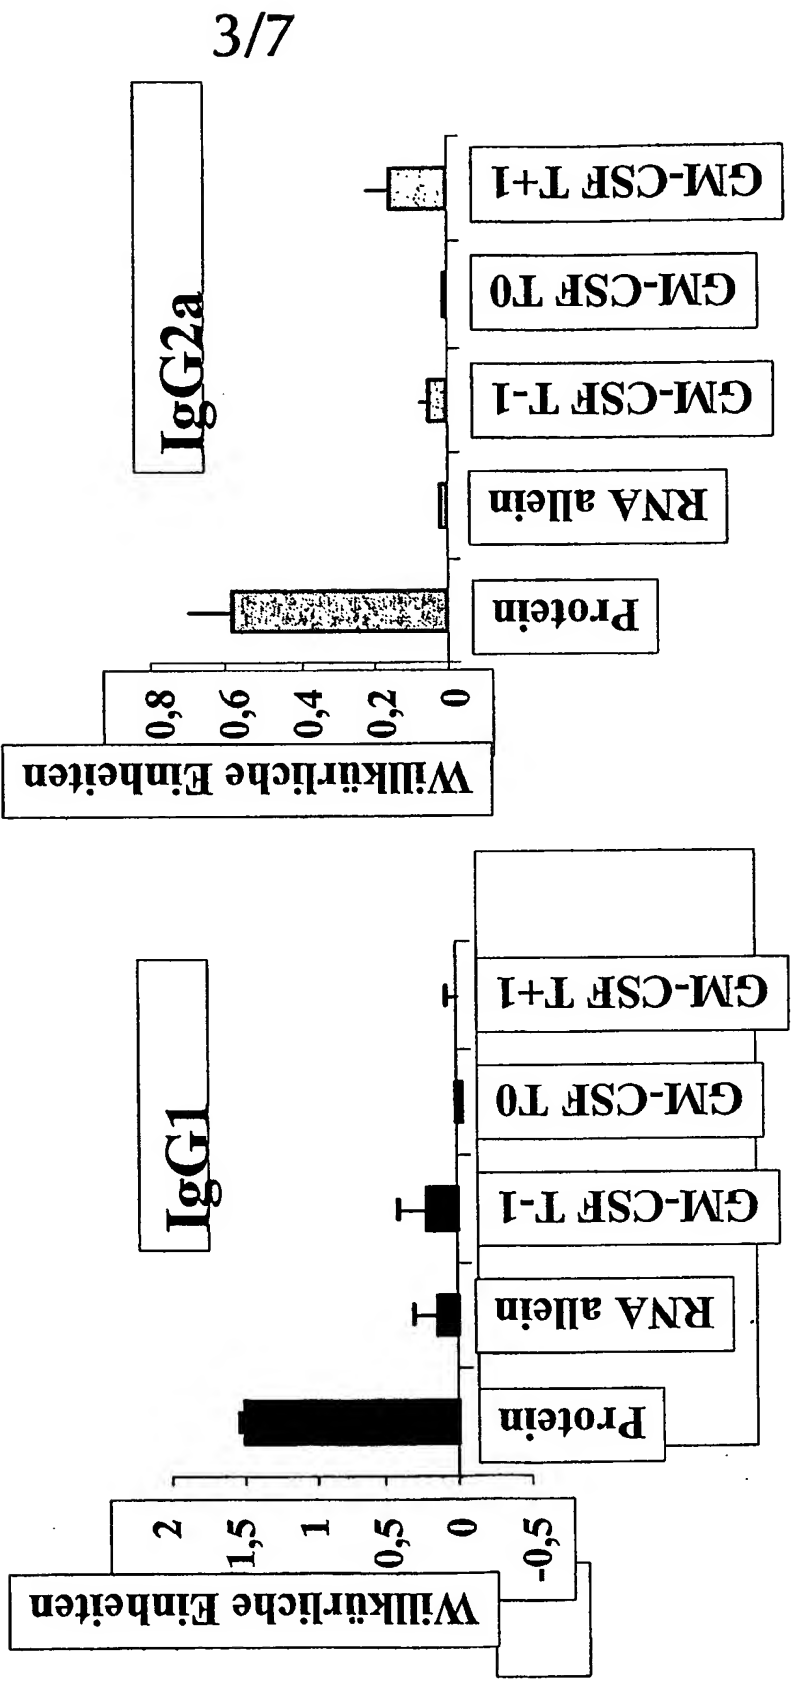 3/7
IgG1
Willkürliche Einheiten
2
1,5
1
0,5
0
-0,5
Protein
RNA allein
GM-CSF T-1
GM-CSF T0
GM-CSF T+1
IgG2a
Willkürliche Einheiten
0,8
0,6
0,4
0,2
0
Protein
RNA allein
GM-CSF T-1
GM-CSF T0
GM-CSF T+1